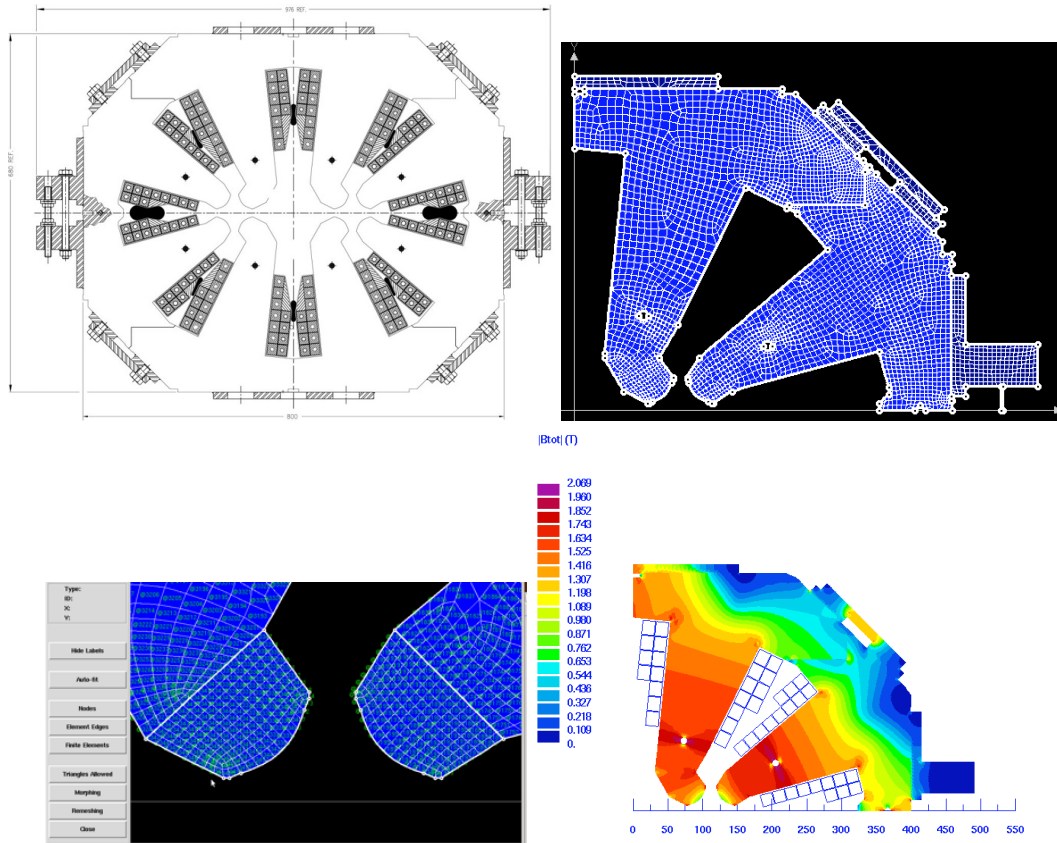 976 REF.
680 REF.
800
Y
|Btot| (T)
2.069
1.960
1.852
1.743
1.634
1.525
1.416
1.307
1.198
1.089
0.980
0.871
0.762
0.653
0.544
0.436
0.327
0.218
0.109
0.
0 50 100 150 200 250 300 350 400 450 500 550
Type:
ID:
X:
Y:
Hide Labels
Auto-fit
Nodes
Element Edges
Finite Elements
Triangles Allowed
Morphing
Remeshing
Close